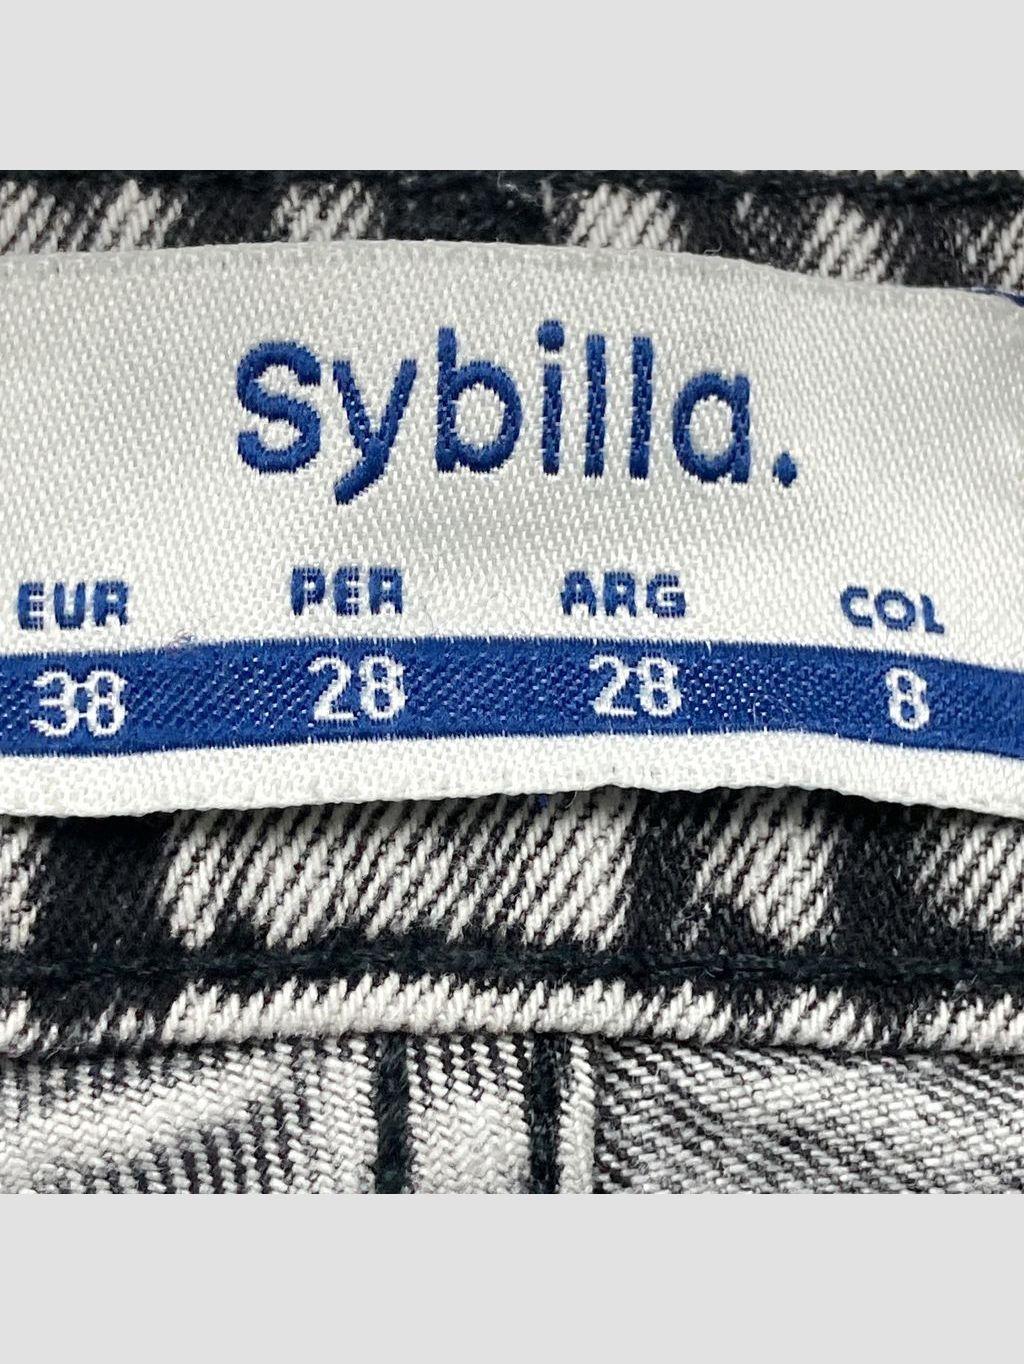 Sybilla.
EUR PER ARG COL
38 28 28 8